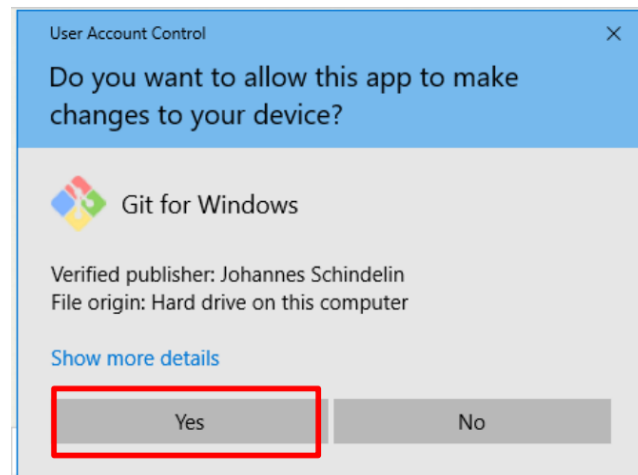 User Account Control
Do you want to allow this app to make
changes to your device?
Git for Windows
Verified publisher: Johannes Schindelin
File origin: Hard drive on this computer
Show more details
Yes
No